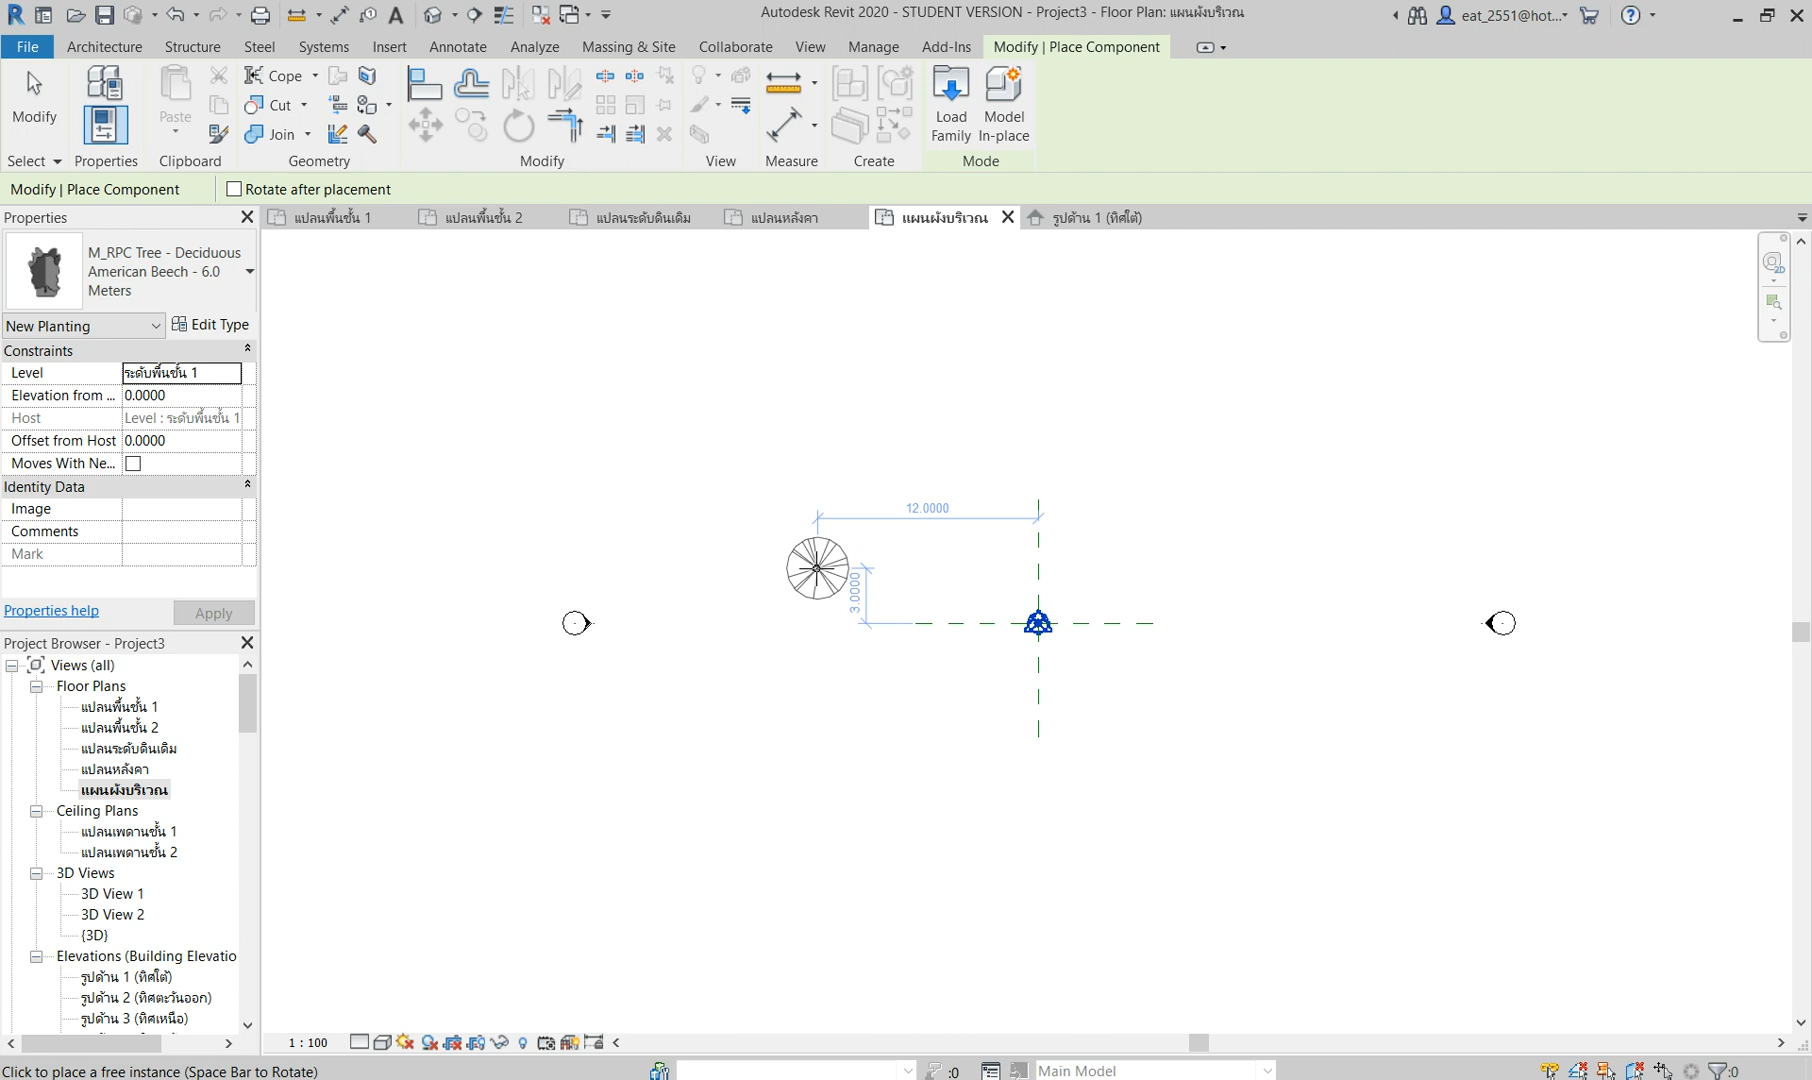 Autodesk Revit 2020 - STUDENT VERSION - Project3 - Floor Plan: แผนผังบริเวณ
eat_2551@hot...
File Architecture Structure Steel Systems Insert Annotate Analyze Massing & Site Collaborate View Manage Add-Ins Modify | Place Component
Modify
Paste
Cope
Cut
Join
Load Family
Model In-place
Select Properties Clipboard Geometry Modify View Measure Create Mode
Modify | Place Component Rotate after placement
Properties
แปลนพื้นชั้น 1 แปลนพื้นชั้น 2 แปลนระดับดินเดิม แปลนหลังคา แผนผังบริเวณ รูปด้าน 1 (ทิศใต้)
M_RPC Tree - Deciduous
American Beech - 6.0
Meters
New Planting Edit Type
Constraints
Level ระดับพื้นชั้น 1
Elevation from ... 0.0000
Host Level : ระดับพื้นชั้น 1
Offset from Host 0.0000
Moves With Ne...
Identity Data
Image
Comments
Mark
Properties help Apply
2D
12.0000
3.0000
Project Browser - Project3
Views (all)
Floor Plans
แปลนพื้นชั้น 1
แปลนพื้นชั้น 2
แปลนระดับดินเดิม
แปลนหลังคา
แผนผังบริเวณ
Ceiling Plans
แปลนเพดานชั้น 1
แปลนเพดานชั้น 2
3D Views
3D View 1
3D View 2
{3D}
Elevations (Building Elevatio
รูปด้าน 1 (ทิศใต้)
รูปด้าน 2 (ทิศตะวันออก)
รูปด้าน 3 (ทิศเหนือ)
1 : 100
Click to place a free instance (Space Bar to Rotate) :0 Main Model :0